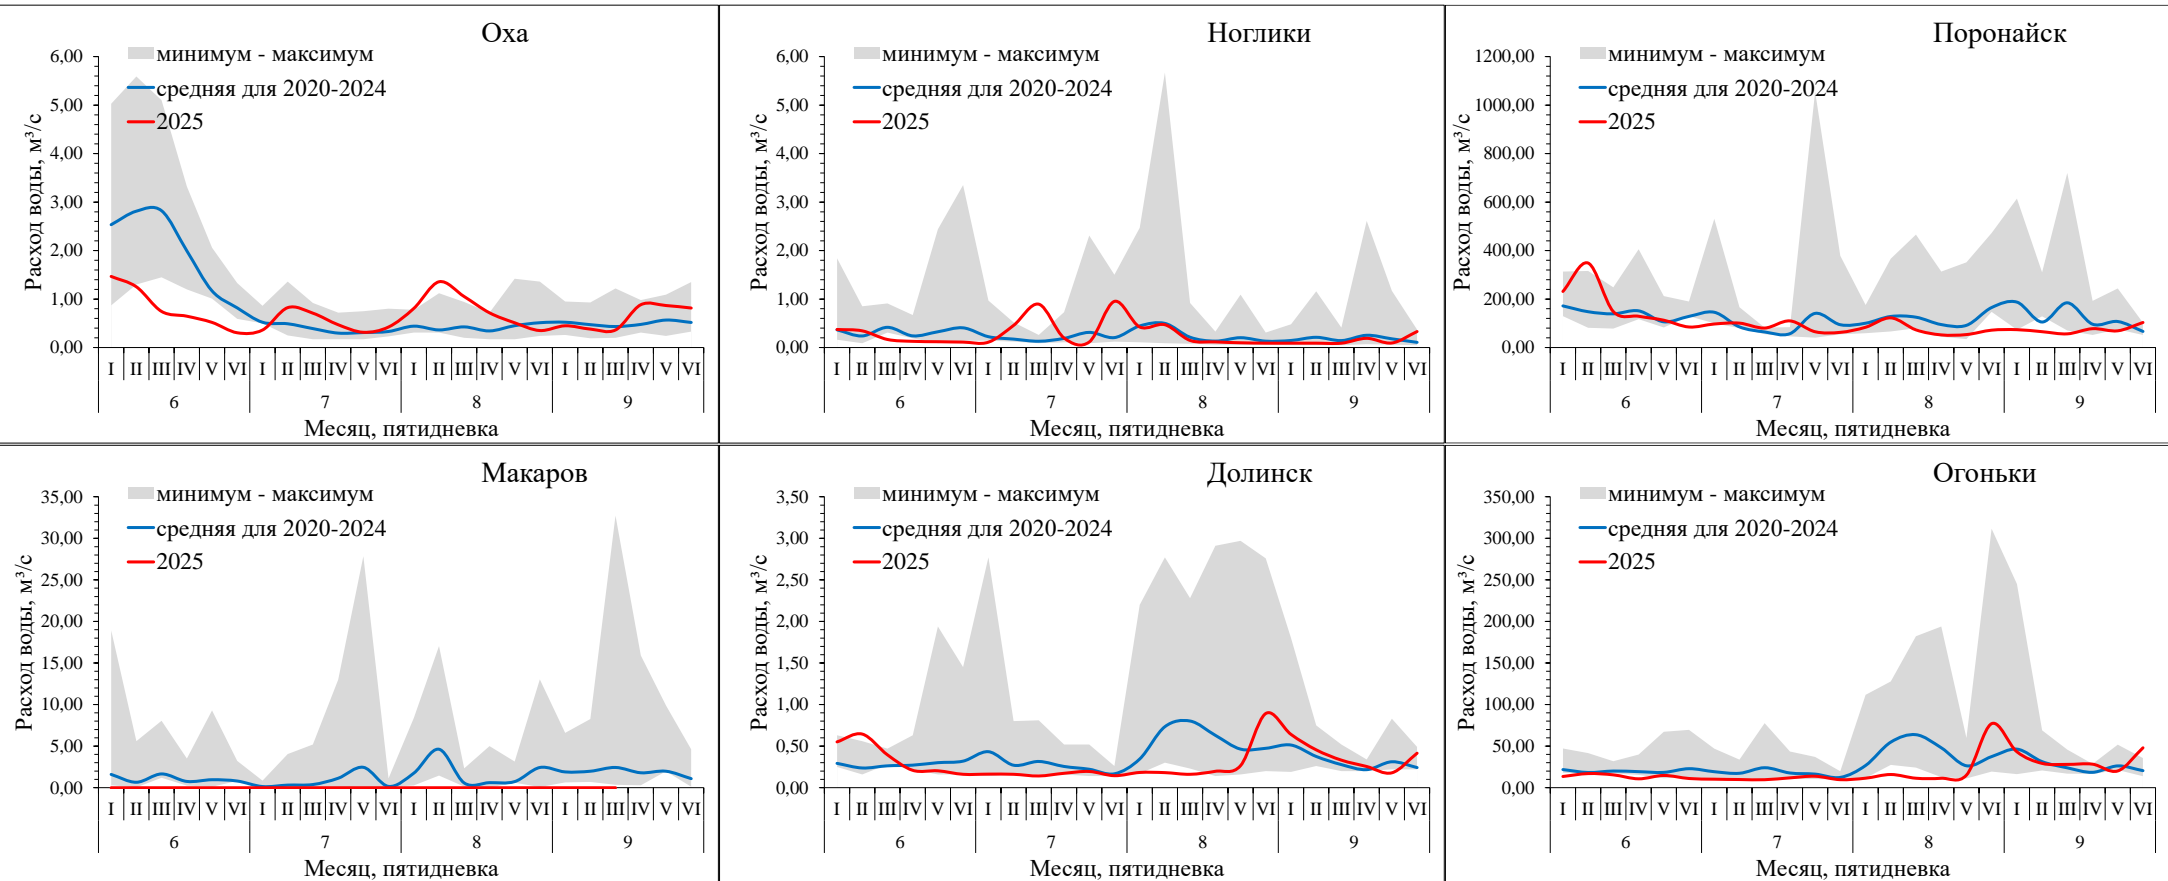 Оха
минимум - максимум
средняя для 2020-2024
2025
Расход воды, м³/с
6,00
5,00
4,00
3,00
2,00
1,00
0,00
I II III IV V VI I II III IV V VI I II III IV V VI I II III IV V VI
6 7 8 9
Месяц, пятидневка
Ноглики
минимум - максимум
средняя для 2020-2024
2025
Расход воды, м³/с
6,00
5,00
4,00
3,00
2,00
1,00
0,00
I II III IV V VI I II III IV V VI I II III IV V VI I II III IV V VI
6 7 8 9
Месяц, пятидневка
Поронайск
минимум - максимум
средняя для 2020-2024
2025
Расход воды, м³/с
1200,00
1000,00
800,00
600,00
400,00
200,00
0,00
I II III IV V VI I II III IV V VI I II III IV V VI I II III IV V VI
6 7 8 9
Месяц, пятидневка
Макаров
минимум - максимум
средняя для 2020-2024
2025
Расход воды, м³/с
35,00
30,00
25,00
20,00
15,00
10,00
5,00
0,00
I II III IV V VI I II III IV V VI I II III IV V VI I II III IV V VI
6 7 8 9
Месяц, пятидневка
Долинск
минимум - максимум
средняя для 2020-2024
2025
Расход воды, м³/с
3,50
3,00
2,50
2,00
1,50
1,00
0,50
0,00
I II III IV V VI I II III IV V VI I II III IV V VI I II III IV V VI
6 7 8 9
Месяц, пятидневка
Огоньки
минимум - максимум
средняя для 2020-2024
2025
Расход воды, м³/с
350,00
300,00
250,00
200,00
150,00
100,00
50,00
0,00
I II III IV V VI I II III IV V VI I II III IV V VI I II III IV V VI
6 7 8 9
Месяц, пятидневка